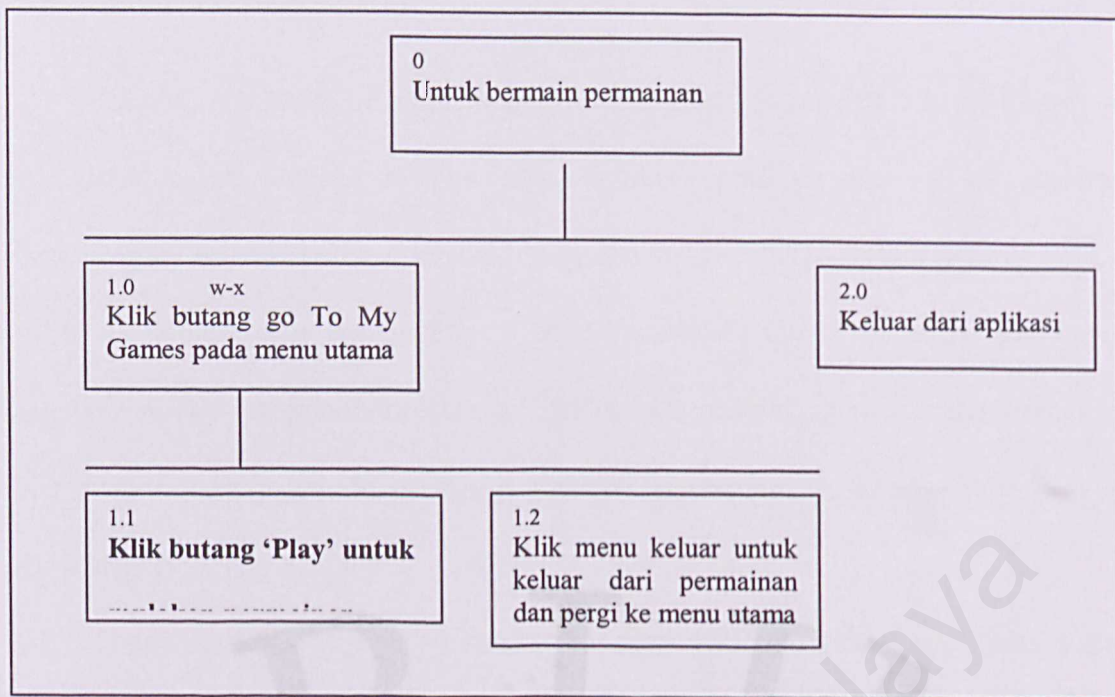 0
Untuk bermain permainan
1.0 w-x
Klik butang go To My
Games pada menu utama
2.0
Keluar dari aplikasi
1.1
Klik butang ‘Play’ untuk
1.2
Klik menu keluar untuk
keluar dari permainan
dan pergi ke menu utama
laya